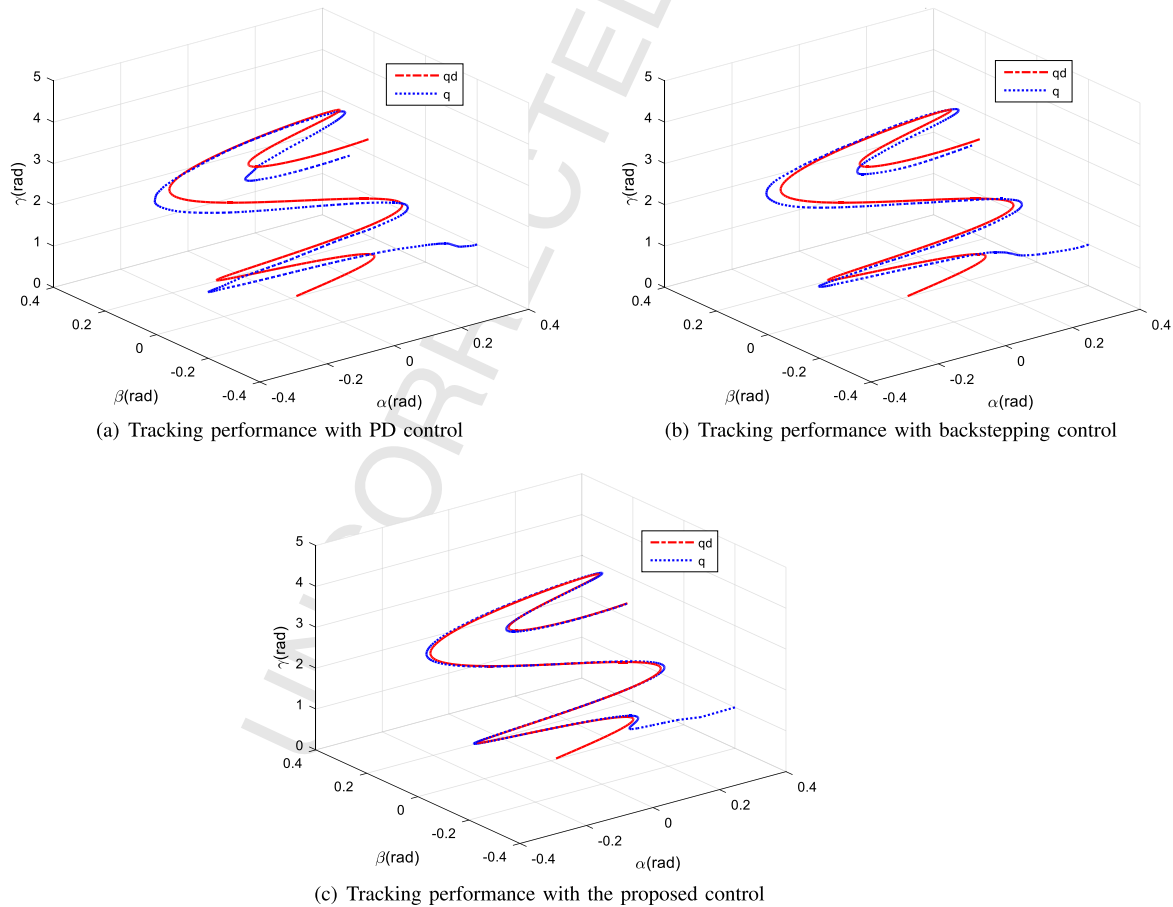 5
4
3
2
1
0
γ(rad)
qd
q
0.4
0.2
0
-0.2
-0.4
β(rad)
-0.4
-0.2
0
0.2
0.4
α(rad)
(a) Tracking performance with PD control
5
4
3
2
1
0
γ(rad)
qd
q
0.4
0.2
0
-0.2
-0.4
β(rad)
-0.4
-0.2
0
0.2
0.4
α(rad)
(b) Tracking performance with backstepping control
5
4
3
2
1
0
γ(rad)
qd
q
0.4
0.2
0
-0.2
-0.4
β(rad)
-0.4
-0.2
0
0.2
0.4
α(rad)
(c) Tracking performance with the proposed control